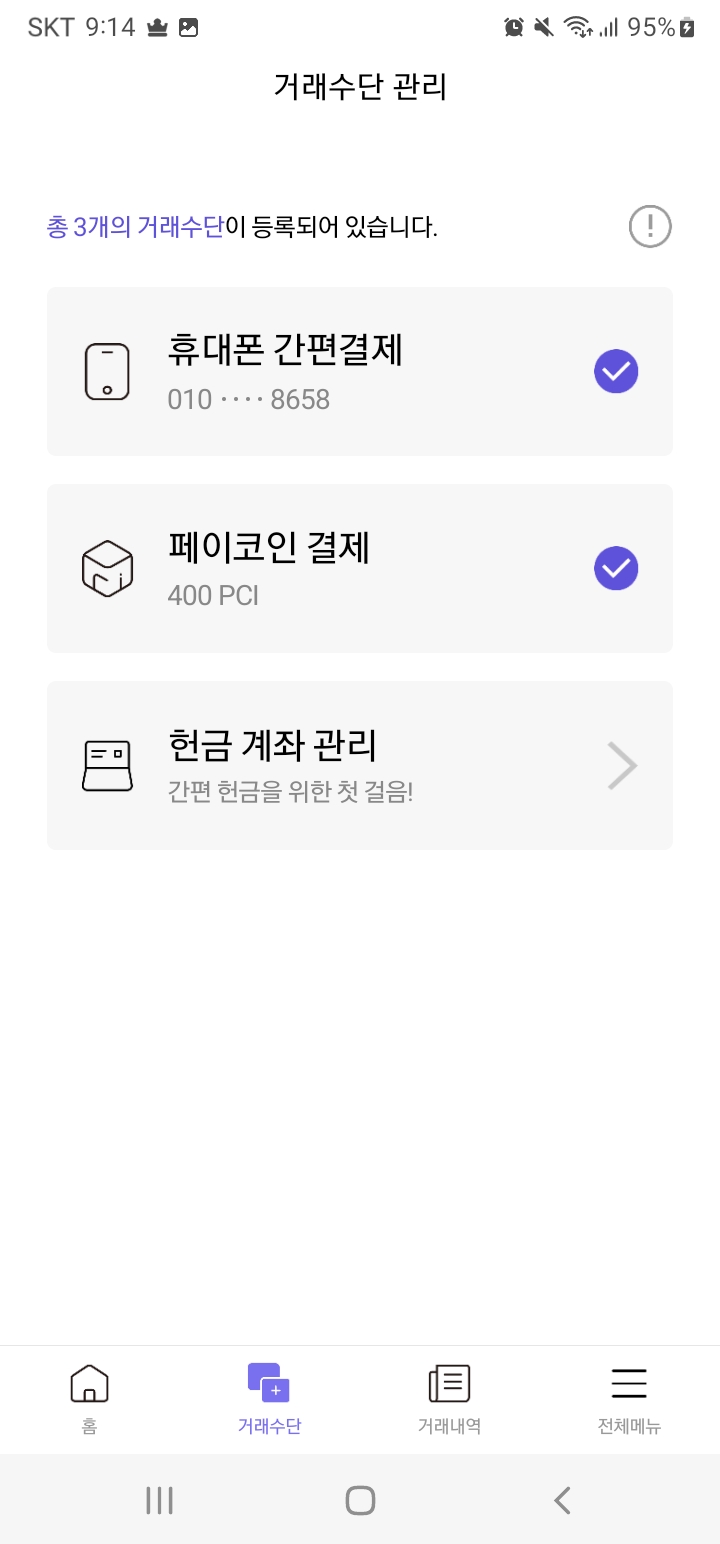 SKT 9:14 95%
거래수단 관리
총 3개의 거래수단이 등록되어 있습니다.
휴대폰 간편결제
010 ···· 8658
페이코인 결제
400 PCI
헌금 계좌 관리
간편 헌금을 위한 첫 걸음!
홈 거래수단 거래내역 전체메뉴